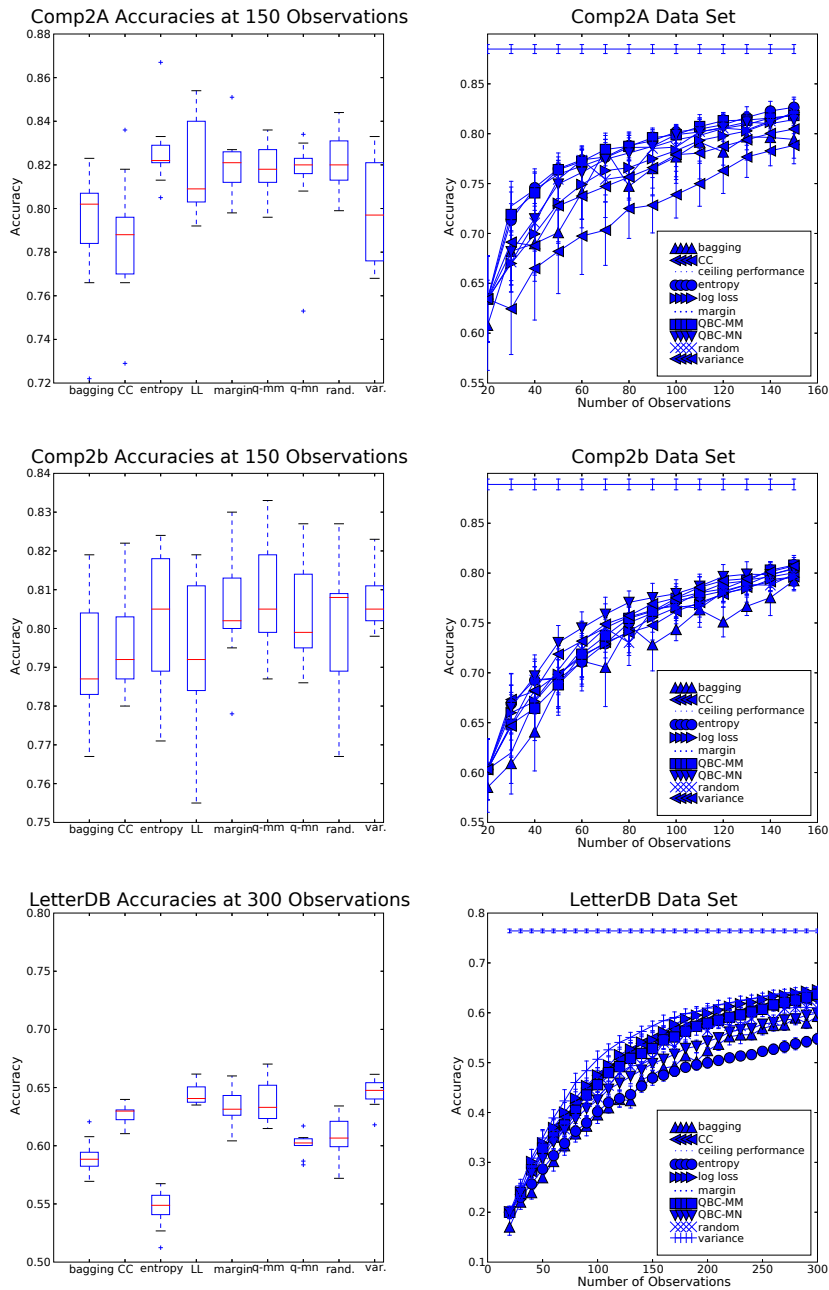 Comp2A Accuracies at 150 Observations
0.88
0.86
0.84
0.82
0.80
0.78
0.76
0.74
0.72
Accuracy
bagging CC entropy LL margin q-mm q-mn rand. var.
Comp2A Data Set
0.85
0.80
0.75
0.70
0.65
0.60
0.55
Accuracy
20 40 60 80 100 120 140 160
Number of Observations
bagging
CC
ceiling performance
entropy
log loss
margin
QBC-MM
QBC-MN
random
variance
Comp2b Accuracies at 150 Observations
0.84
0.83
0.82
0.81
0.80
0.79
0.78
0.77
0.76
0.75
Accuracy
bagging CC entropy LL margin q-mm q-mn rand. var.
Comp2b Data Set
0.85
0.80
0.75
0.70
0.65
0.60
0.55
Accuracy
20 40 60 80 100 120 140 160
Number of Observations
bagging
CC
ceiling performance
entropy
log loss
margin
QBC-MM
QBC-MN
random
variance
LetterDB Accuracies at 300 Observations
0.80
0.75
0.70
0.65
0.60
0.55
0.50
Accuracy
bagging CC entropy LL margin q-mm q-mn rand. var.
LetterDB Data Set
0.8
0.7
0.6
0.5
0.4
0.3
0.2
0.1
Accuracy
0 50 100 150 200 250 300
Number of Observations
bagging
CC
ceiling performance
entropy
log loss
margin
QBC-MM
QBC-MN
random
variance